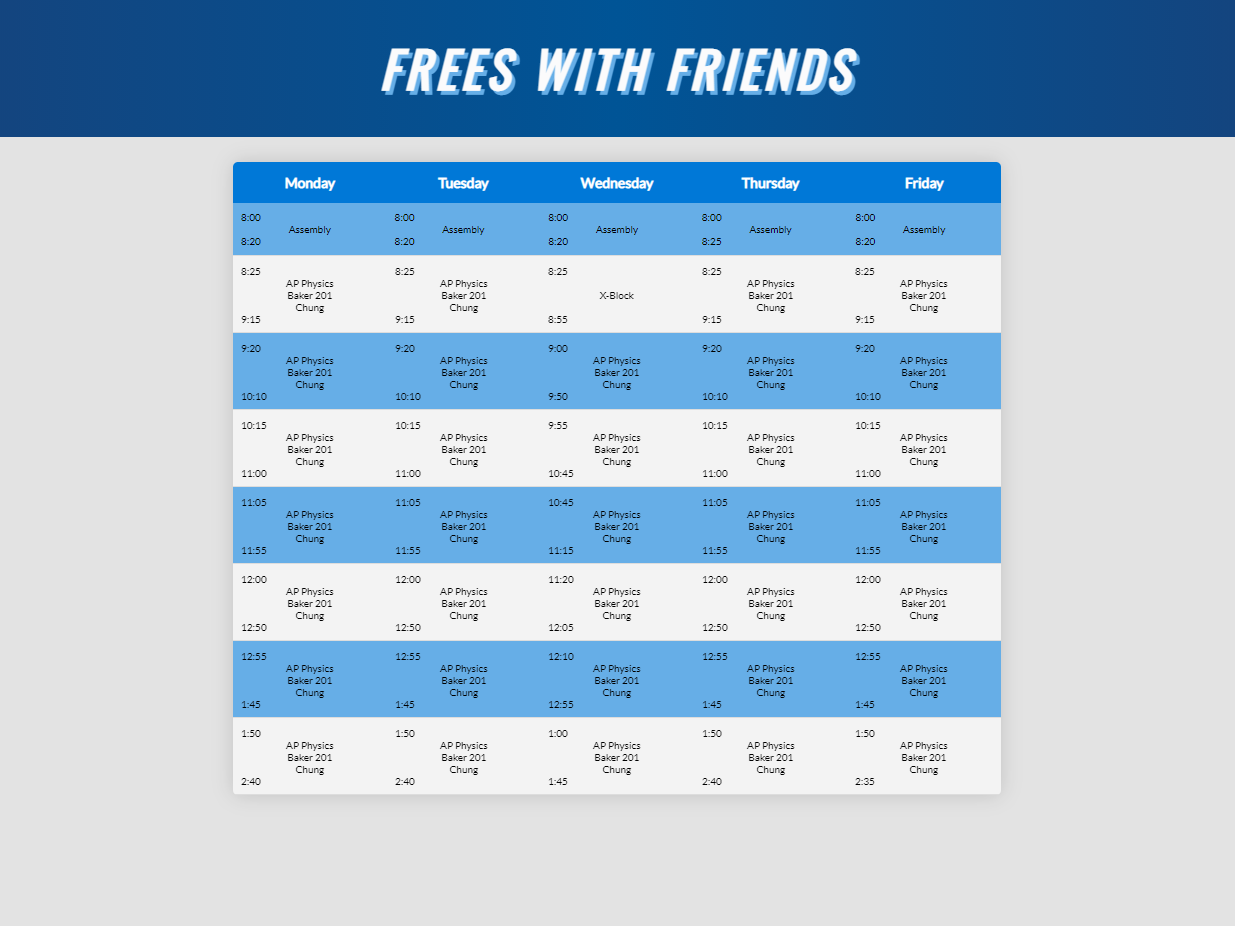 FREES WITH FRIENDS
Monday Tuesday Wednesday Thursday Friday
8:00 8:00 8:00 8:00 8:00
Assembly Assembly Assembly Assembly Assembly
8:20 8:20 8:20 8:25 8:20
8:25 8:25 8:25 8:25 8:25
AP Physics AP Physics AP Physics AP Physics
Baker 201 Baker 201 X-Block Baker 201 Baker 201
Chung Chung Chung Chung
9:15 9:15 8:55 9:15 9:15
9:20 9:20 9:00 9:20 9:20
AP Physics AP Physics AP Physics AP Physics AP Physics
Baker 201 Baker 201 Baker 201 Baker 201 Baker 201
Chung Chung Chung Chung Chung
10:10 10:10 9:50 10:10 10:10
10:15 10:15 9:55 10:15 10:15
AP Physics AP Physics AP Physics AP Physics AP Physics
Baker 201 Baker 201 Baker 201 Baker 201 Baker 201
Chung Chung Chung Chung Chung
11:00 11:00 10:45 11:00 11:00
11:05 11:05 10:45 11:05 11:05
AP Physics AP Physics AP Physics AP Physics AP Physics
Baker 201 Baker 201 Baker 201 Baker 201 Baker 201
Chung Chung Chung Chung Chung
11:55 11:55 11:15 11:55 11:55
12:00 12:00 11:20 12:00 12:00
AP Physics AP Physics AP Physics AP Physics AP Physics
Baker 201 Baker 201 Baker 201 Baker 201 Baker 201
Chung Chung Chung Chung Chung
12:50 12:50 12:05 12:50 12:50
12:55 12:55 12:10 12:55 12:55
AP Physics AP Physics AP Physics AP Physics AP Physics
Baker 201 Baker 201 Baker 201 Baker 201 Baker 201
Chung Chung Chung Chung Chung
1:45 1:45 12:55 1:45 1:45
1:50 1:50 1:00 1:50 1:50
AP Physics AP Physics AP Physics AP Physics AP Physics
Baker 201 Baker 201 Baker 201 Baker 201 Baker 201
Chung Chung Chung Chung Chung
2:40 2:40 1:45 2:40 2:35